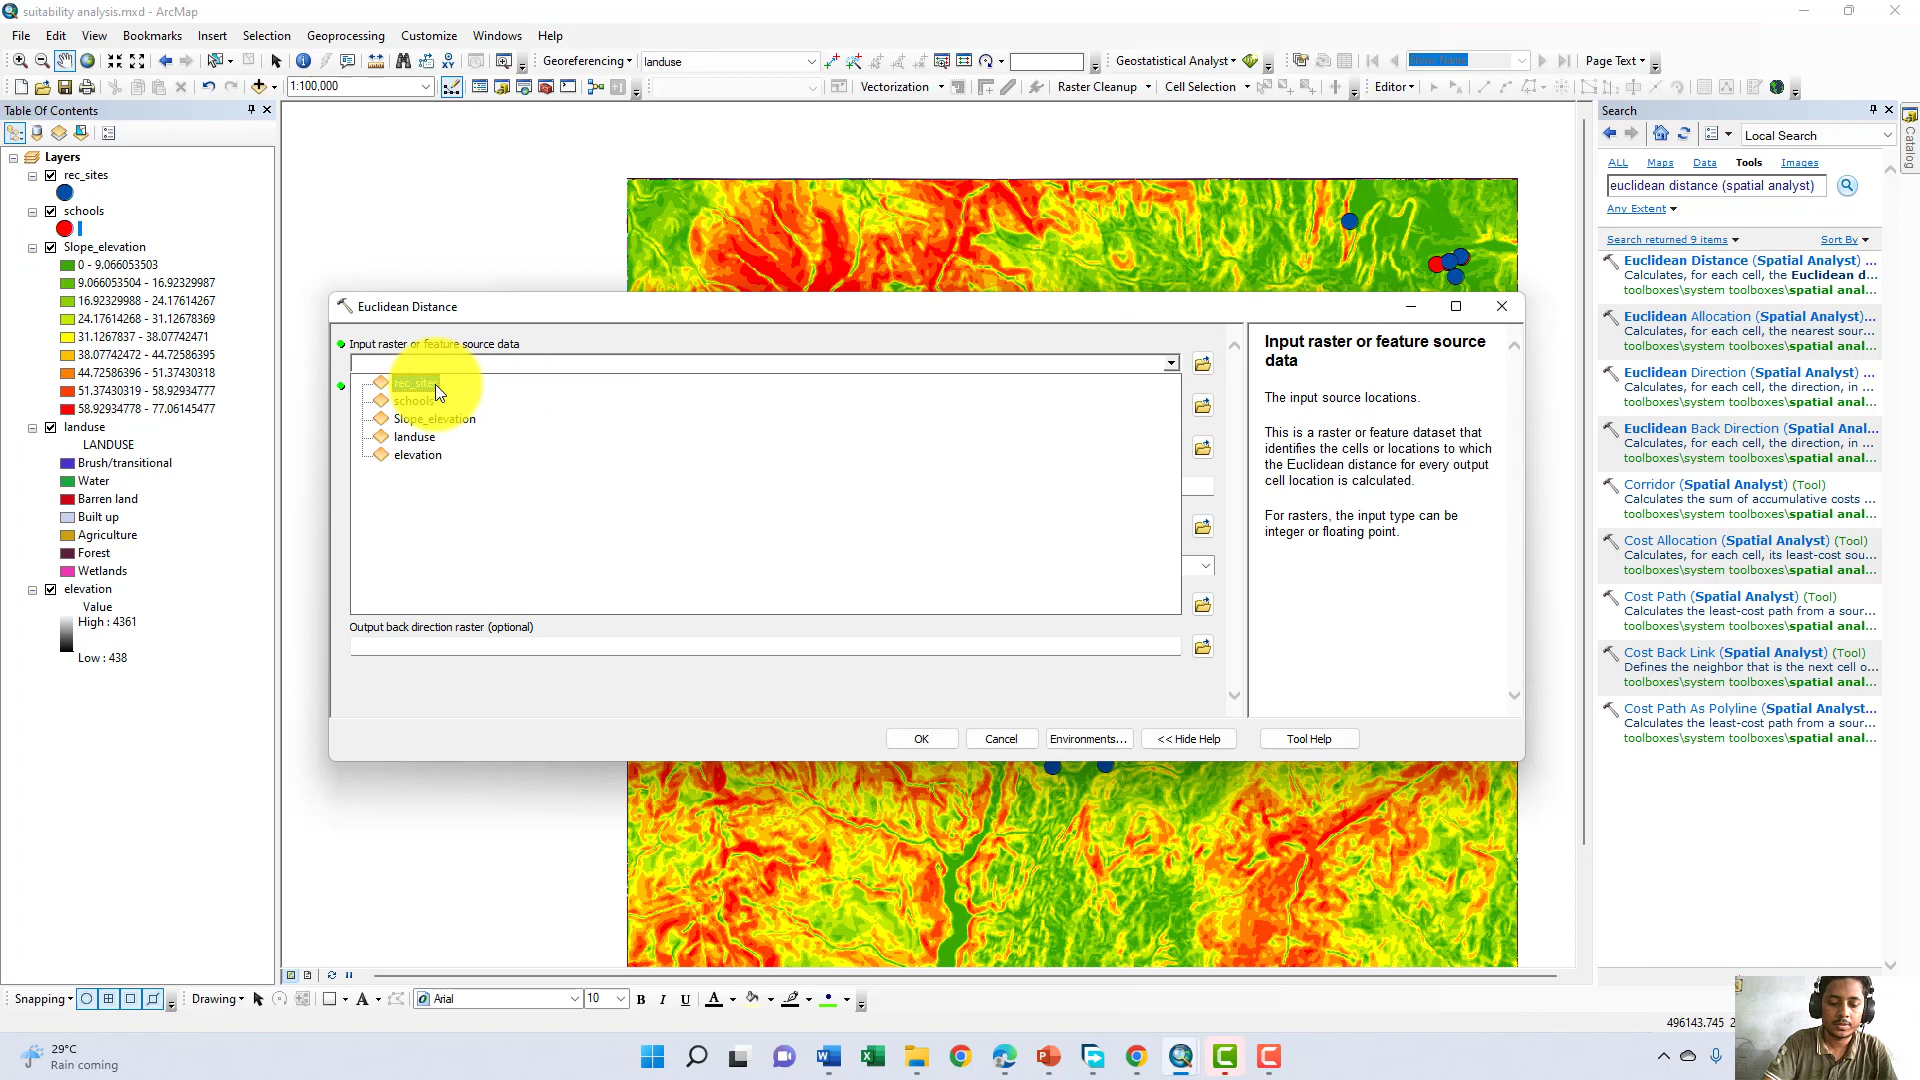 suitability analysis.mxd - ArcMap
File Edit View Bookmarks Insert Selection Geoprocessing Customize Windows Help
Georeferencing landuse Geostatistical Analyst Page Text
1:100,000 Vectorization Raster Cleanup Cell Selection Editor
Table Of Contents
Layers
rec_sites
schools
Slope_elevation
0 - 9.066053503
9.066053504 - 16.92329987
16.92329988 - 24.17614267
24.17614268 - 31.12678369
31.1267837 - 38.07742471
38.07742472 - 44.72586395
44.72586396 - 51.37430318
51.37430319 - 58.92934777
58.92934778 - 77.06145477
landuse
LANDUSE
Brush/transitional
Water
Barren land
Built up
Agriculture
Forest
Wetlands
elevation
Value
High : 4361
Low : 438
Euclidean Distance
Input raster or feature source data
rec_sites
schools
Slope_elevation
landuse
elevation
Output back direction raster (optional)
OK Cancel Environments... << Hide Help Tool Help
Input raster or feature source
data
The input source locations.
This is a raster or feature dataset that
identifies the cells or locations to which
the Euclidean distance for every output
cell location is calculated.
For rasters, the input type can be
integer or floating point.
Search
Local Search
ALL Maps Data Tools Images
euclidean distance (spatial analyst)
Any Extent
Search returned 9 items Sort By
Euclidean Distance (Spatial Analyst) ...
Calculates, for each cell, the Euclidean d...
toolboxes\system toolboxes\spatial anal...
Euclidean Allocation (Spatial Analyst)...
Calculates, for each cell, the nearest sour...
toolboxes\system toolboxes\spatial anal...
Euclidean Direction (Spatial Analyst) ...
Calculates, for each cell, the direction, in ...
toolboxes\system toolboxes\spatial anal...
Euclidean Back Direction (Spatial Anal...
Calculates, for each cell, the direction, in ...
toolboxes\system toolboxes\spatial anal...
Corridor (Spatial Analyst) (Tool)
Calculates the sum of accumulative costs ...
toolboxes\system toolboxes\spatial anal...
Cost Allocation (Spatial Analyst) (Tool)
Calculates, for each cell, its least-cost sou...
toolboxes\system toolboxes\spatial anal...
Cost Path (Spatial Analyst) (Tool)
Calculates the least-cost path from a sour...
toolboxes\system toolboxes\spatial anal...
Cost Back Link (Spatial Analyst) (Tool)
Defines the neighbor that is the next cell o...
toolboxes\system toolboxes\spatial anal...
Cost Path As Polyline (Spatial Analyst...
Calculates the least-cost path from a sour...
toolboxes\system toolboxes\spatial anal...
Catalog
Snapping Drawing Arial 10 B I U A
496143.745 2
29°C
Rain coming